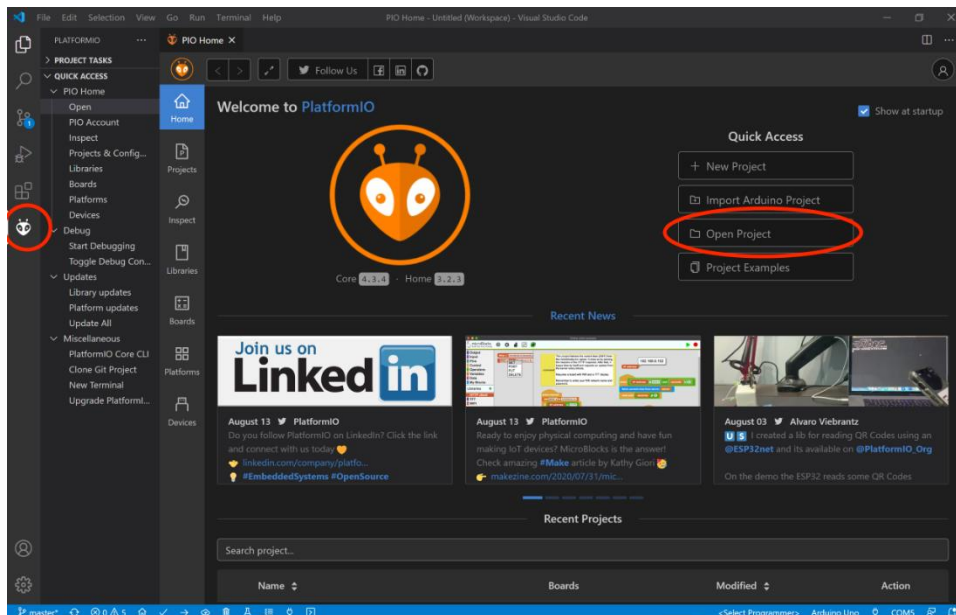 File Edit Selection View Go Run Terminal Help
PIO Home - Untitled (Workspace) - Visual Studio Code
PLATFORMIO
PIO Home
PROJECT TASKS
QUICK ACCESS
PIO Home
Open
PIO Account
Inspect
Projects & Config...
Libraries
Boards
Platforms
Devices
Debug
Start Debugging
Toggle Debug Con...
Updates
Library updates
Platform updates
Update All
Miscellaneous
PlatformIO Core CLI
Clone Git Project
New Terminal
Upgrade PlatformI...
1
Follow Us
Home
Projects
Inspect
Libraries
Boards
Platforms
Devices
Welcome to PlatformIO
Show at startup
Core 4.3.4 · Home 3.2.3
Quick Access
+ New Project
Import Arduino Project
Open Project
Project Examples
Recent News
Join us on
Linked in
August 13 PlatformIO
Do you follow PlatformIO on LinkedIn? Click the link
and connect with us today
linkedin.com/company/platfo...
#EmbeddedSystems #OpenSource
August 13 PlatformIO
Ready to enjoy physical computing and have fun
making IoT devices? MicroBlocks is the answer!
Check amazing #Make article by Kathy Giori
makezine.com/2020/07/31/mic...
August 03 Alvaro Viebrantz
U S I created a lib for reading QR Codes using an
@ESP32net and its available on @PlatformIO_Org
On the demo the ESP32 reads some QR Codes
Recent Projects
Search project...
Name Boards Modified Action
master* 0 5
<Select Programmer> Arduino Uno COM5